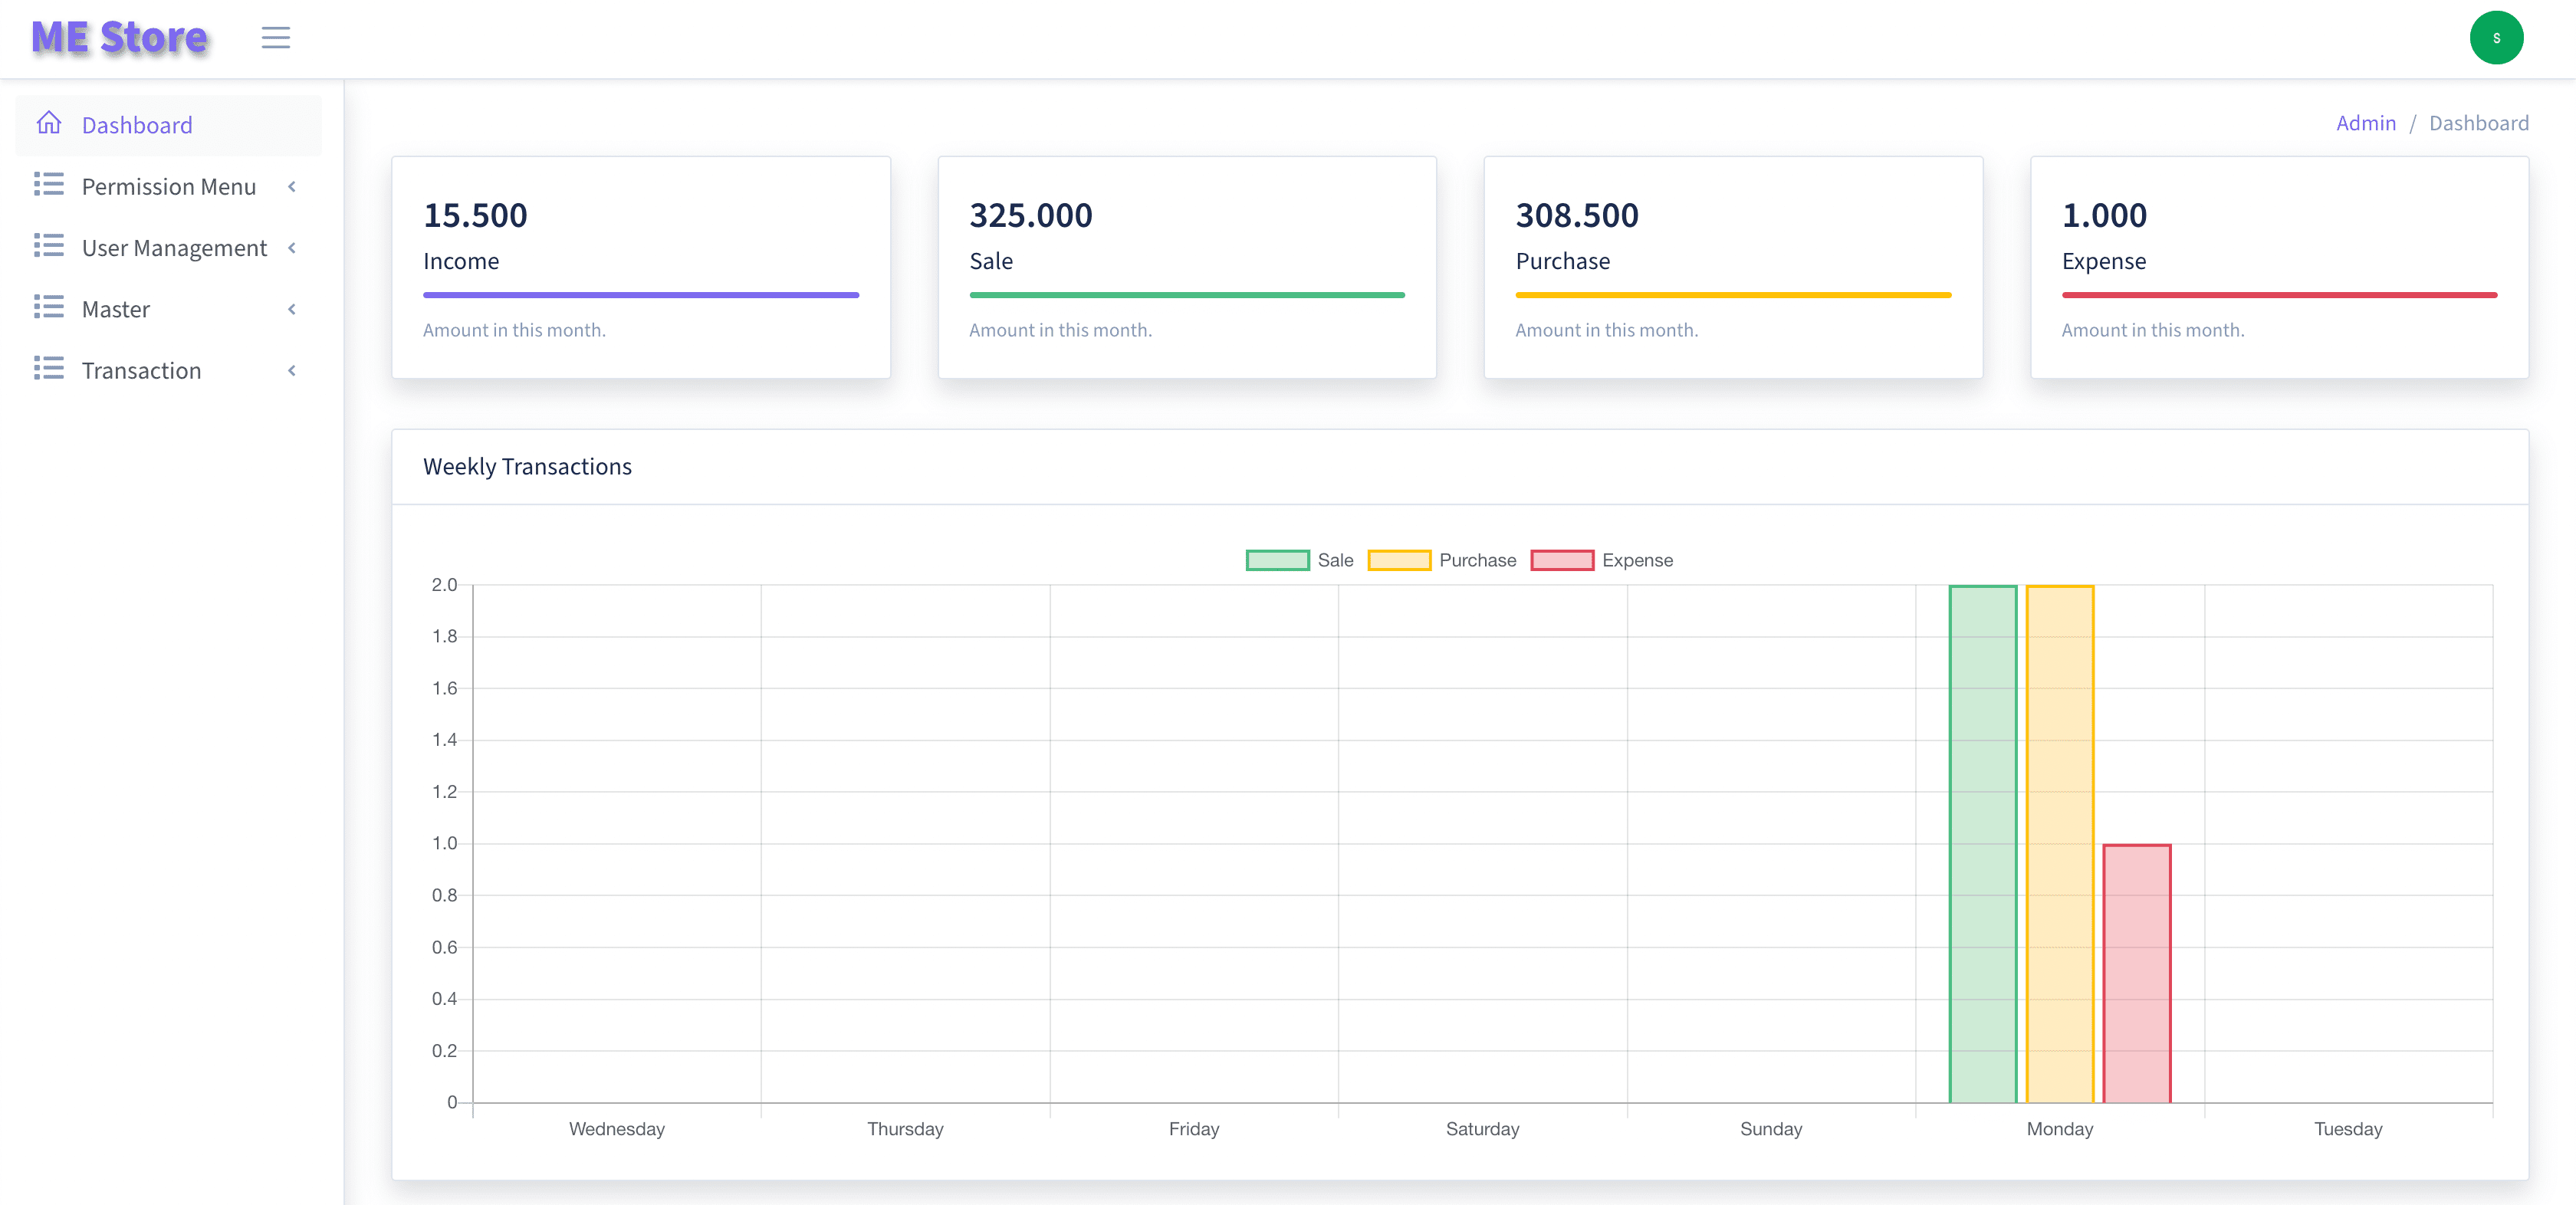 ME Store
S
Dashboard
Permission Menu
User Management
Master
Transaction
Admin / Dashboard
15.500
Income
Amount in this month.
325.000
Sale
Amount in this month.
308.500
Purchase
Amount in this month.
1.000
Expense
Amount in this month.
Weekly Transactions
Sale Purchase Expense
2.0
1.8
1.6
1.4
1.2
1.0
0.8
0.6
0.4
0.2
0
Wednesday Thursday Friday Saturday Sunday Monday Tuesday